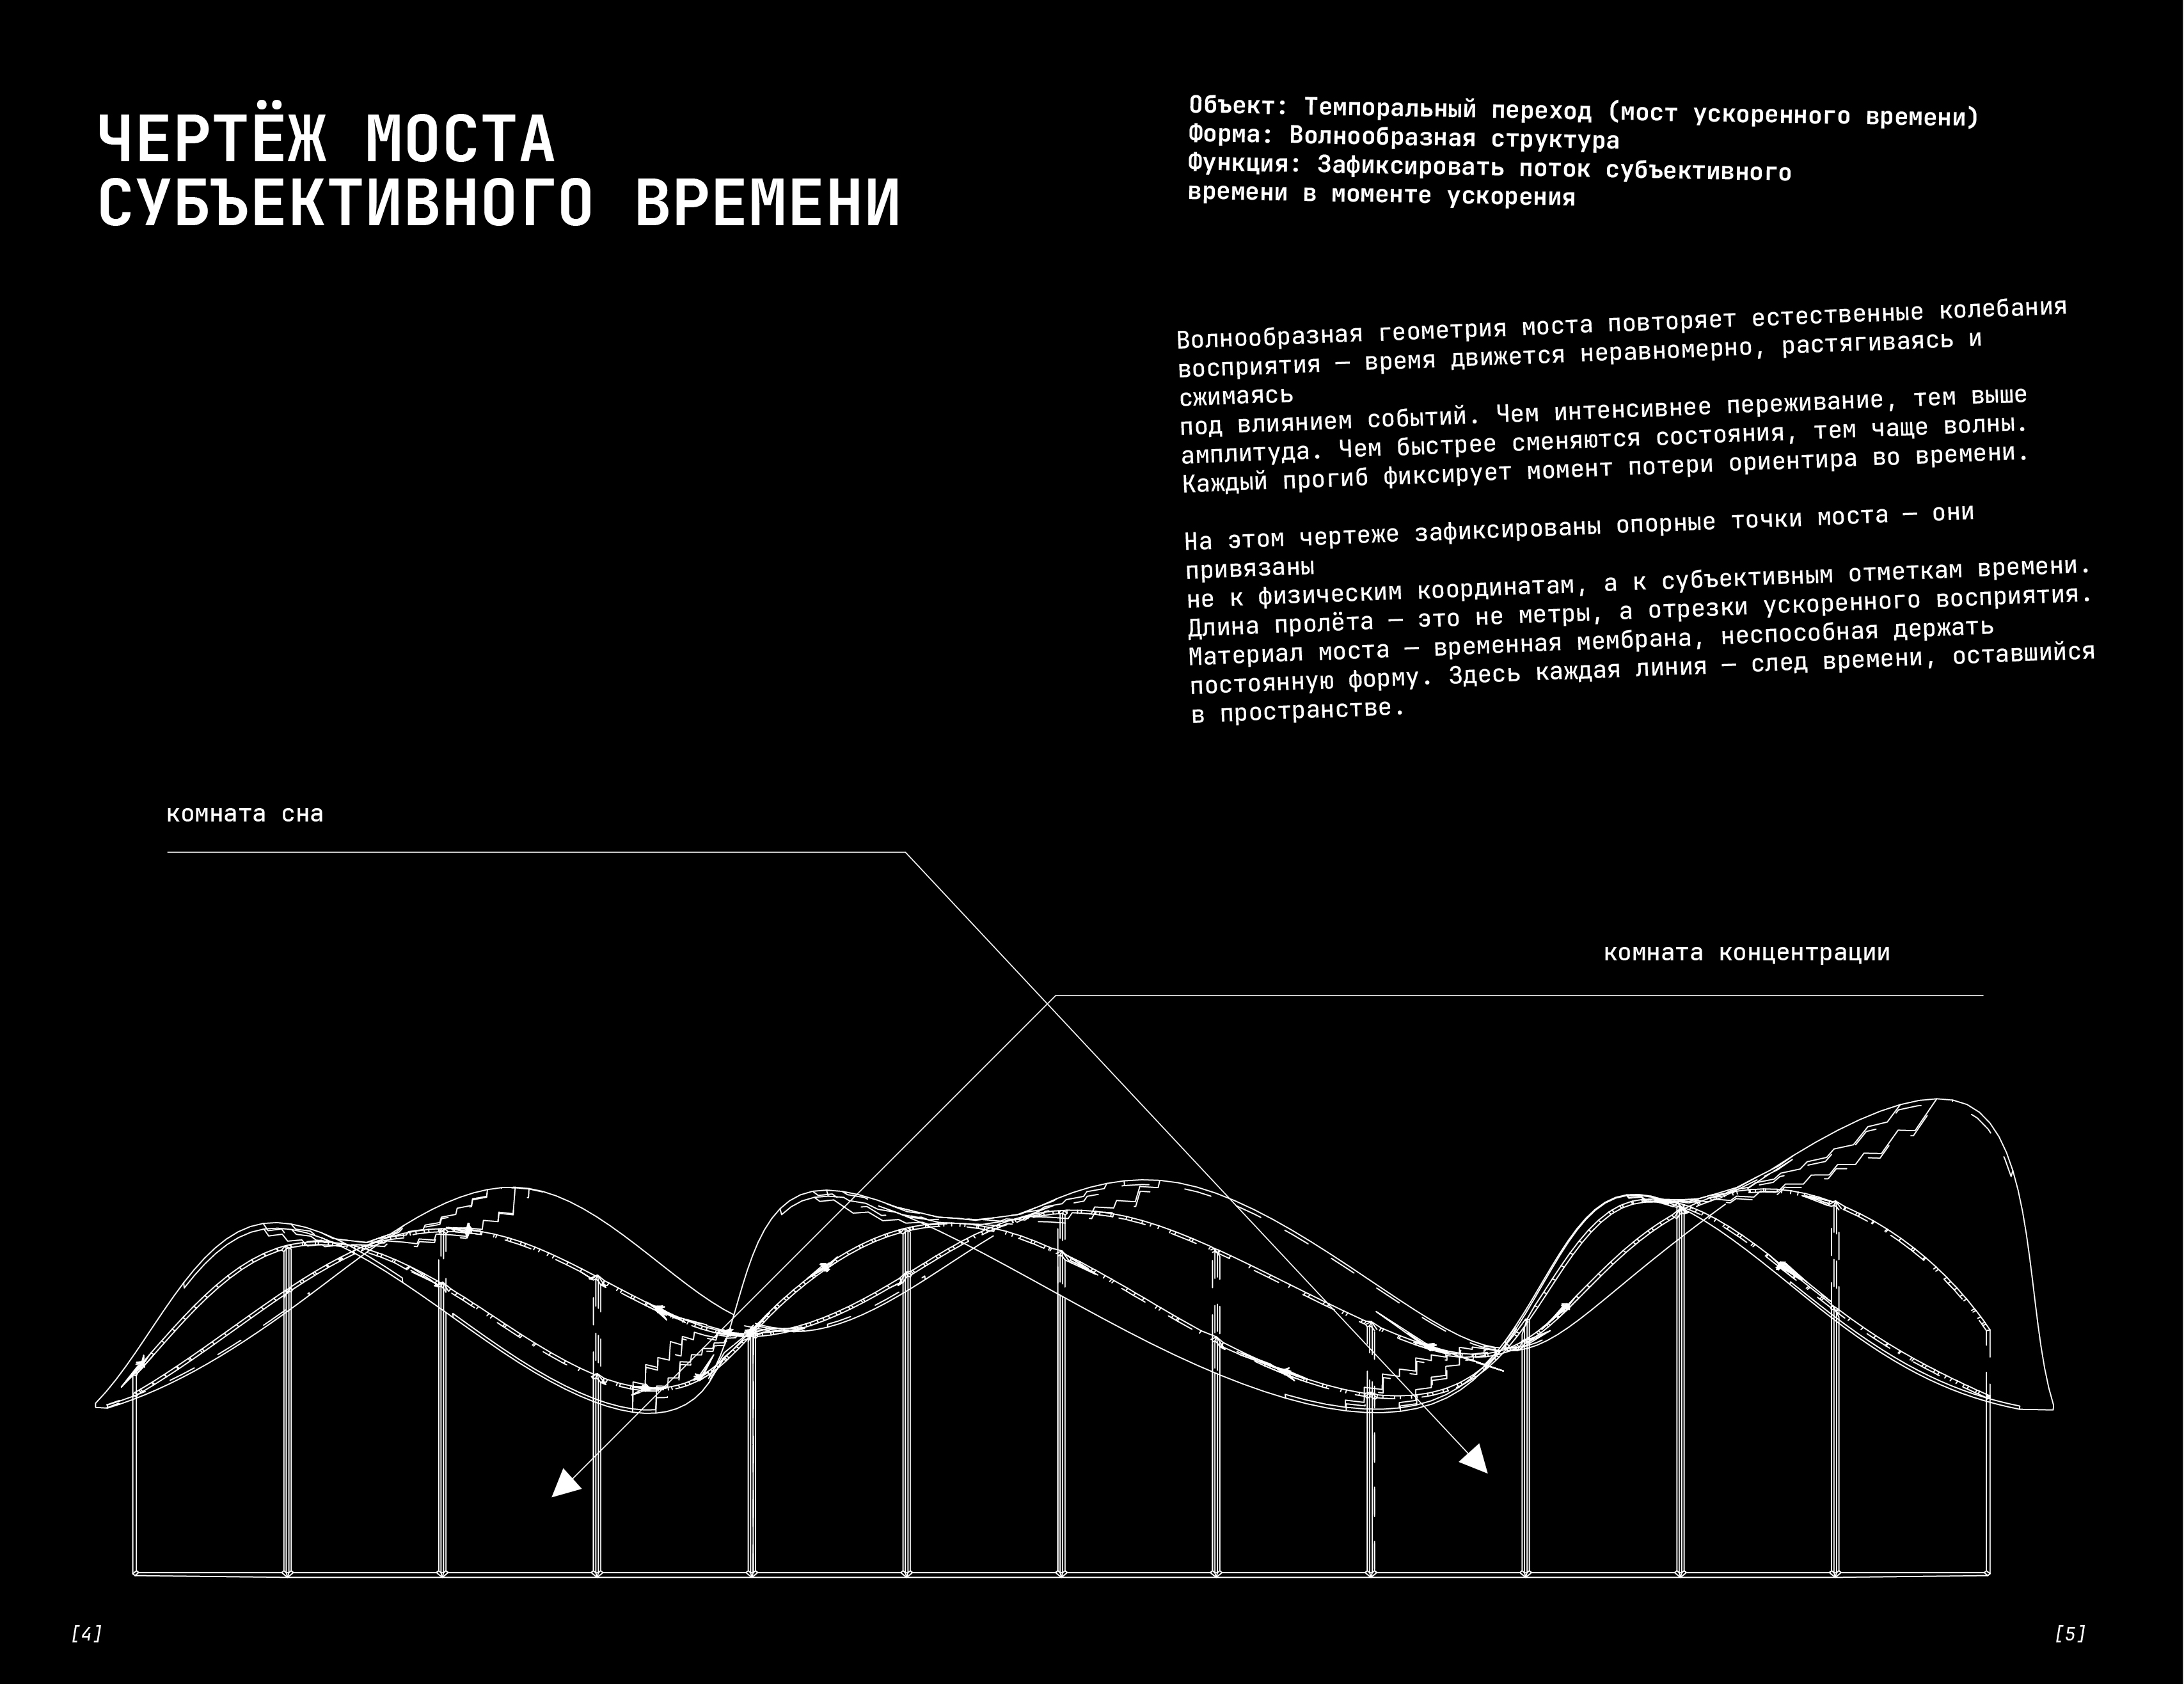 ЧЕРТЁЖ МОСТА
СУБЪЕКТИВНОГО ВРЕМЕНИ
Объект: Темпоральный переход (мост ускоренного времени)
Форма: Волнообразная структура
Функция: Зафиксировать поток субъективного
времени в моменте ускорения
Волнообразная геометрия моста повторяет естественные колебания
восприятия — время движется неравномерно, растягиваясь и
сжимаясь
под влиянием событий. Чем интенсивнее переживание, тем выше
амплитуда. Чем быстрее сменяются состояния, тем чаще волны.
Каждый прогиб фиксирует момент потери ориентира во времени.
На этом чертеже зафиксированы опорные точки моста — они
привязаны
не к физическим координатам, а к субъективным отметкам времени.
Длина пролёта — это не метры, а отрезки ускоренного восприятия.
Материал моста — временная мембрана, неспособная держать
постоянную форму. Здесь каждая линия — след времени, оставшийся
в пространстве.
комната сна
комната концентрации
[4]
[5]